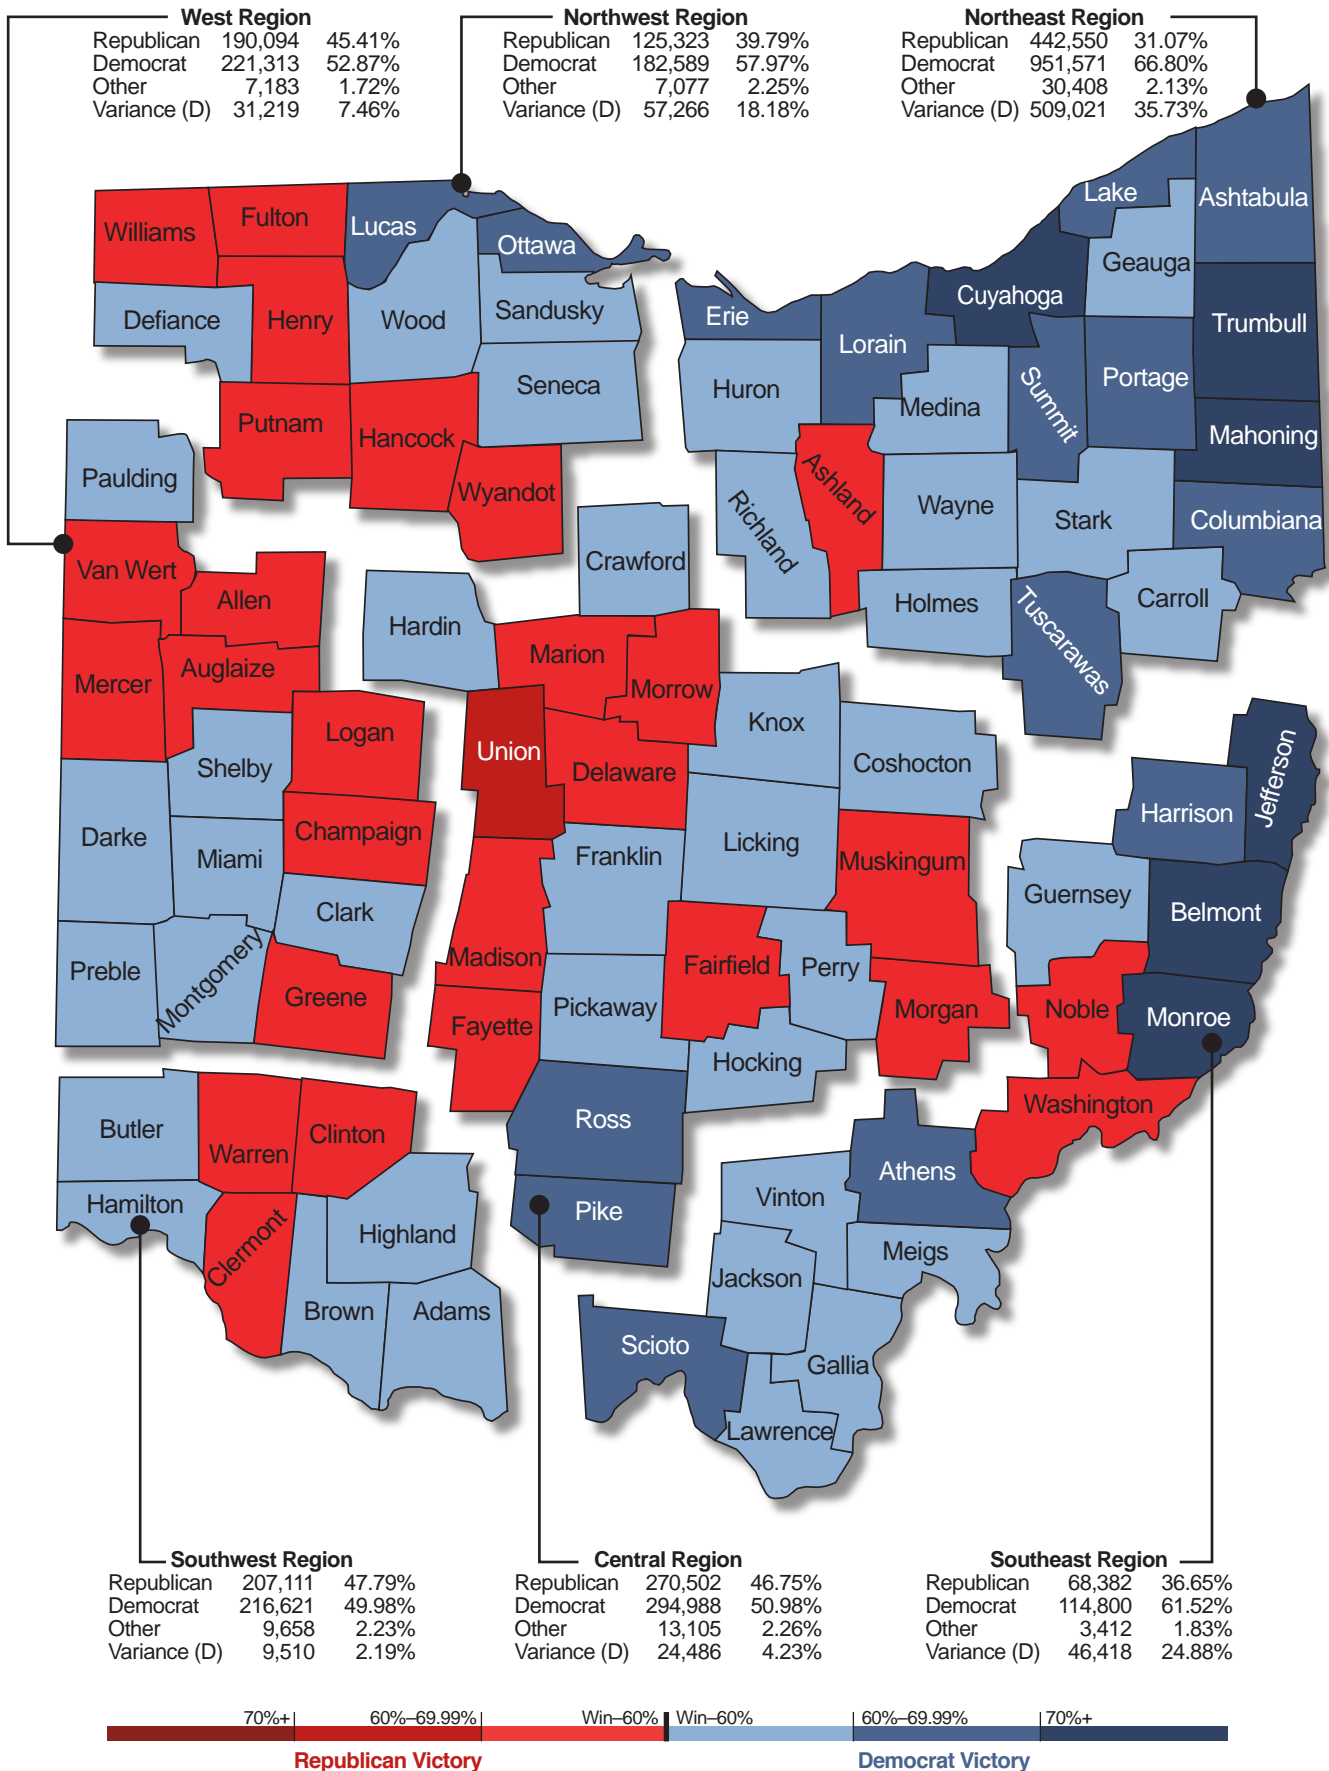 West Region
Republican 190,094 45.41%
Democrat 221,313 52.87%
Other 7,183 1.72%
Variance (D) 31,219 7.46%
Northwest Region
Republican 125,323 39.79%
Democrat 182,589 57.97%
Other 7,077 2.25%
Variance (D) 57,266 18.18%
Northeast Region
Republican 442,550 31.07%
Democrat 951,571 66.80%
Other 30,408 2.13%
Variance (D) 509,021 35.73%
Williams
Fulton
Lucas
Ottawa
Defiance
Henry
Wood
Sandusky
Seneca
Putnam
Hancock
Wyandot
Paulding
Van Wert
Allen
Mercer
Auglaize
Logan
Shelby
Darke
Champaign
Miami
Clark
Preble
Montgomery
Greene
Lake
Ashtabula
Geauga
Cuyahoga
Erie
Lorain
Trumbull
Huron
Medina
Summit
Portage
Mahoning
Richland
Ashland
Wayne
Stark
Columbiana
Holmes
Tuscarawas
Carroll
Crawford
Hardin
Marion
Morrow
Union
Delaware
Knox
Coshocton
Franklin
Licking
Muskingum
Madison
Fairfield
Perry
Pickaway
Fayette
Morgan
Hocking
Ross
Pike
Jefferson
Harrison
Guernsey
Belmont
Noble
Monroe
Washington
Athens
Vinton
Meigs
Jackson
Scioto
Gallia
Lawrence
Butler
Warren
Clinton
Hamilton
Clermont
Highland
Brown
Adams
Southwest Region
Republican 207,111 47.79%
Democrat 216,621 49.98%
Other 9,658 2.23%
Variance (D) 9,510 2.19%
Central Region
Republican 270,502 46.75%
Democrat 294,988 50.98%
Other 13,105 2.26%
Variance (D) 24,486 4.23%
Southeast Region
Republican 68,382 36.65%
Democrat 114,800 61.52%
Other 3,412 1.83%
Variance (D) 46,418 24.88%
70%+ 60%–69.99% Win–60% Win–60% 60%–69.99% 70%+
Republican Victory Democrat Victory